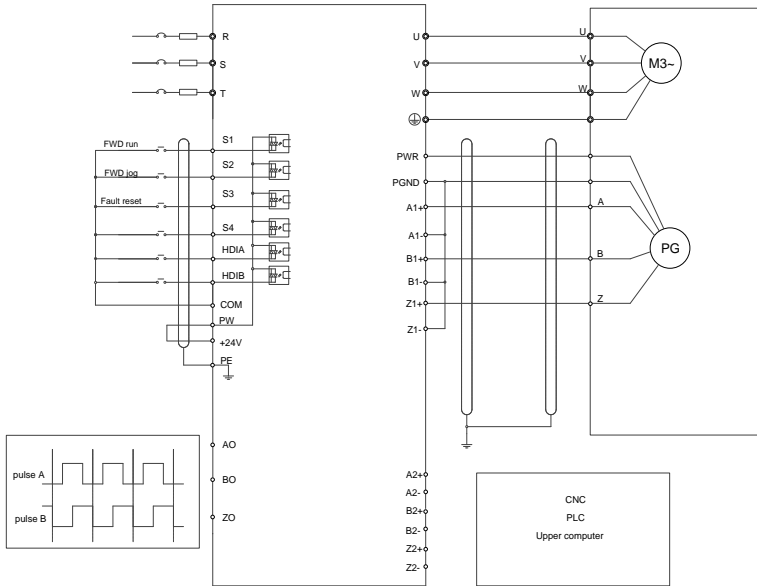 R
S
T
FWD run
S1
FWD jog
S2
Fault reset
S3
S4
HDIA
HDIB
COM
PW
+24V
PE
AO
BO
ZO
pulse A
pulse B
U
V
W
PWR
PGND
A1+
A1-
B1+
B1-
Z1+
Z1-
A2+
A2-
B2+
B2-
Z2+
Z2-
U
V
W
M3~
A
B
Z
PG
CNC
PLC
Upper computer